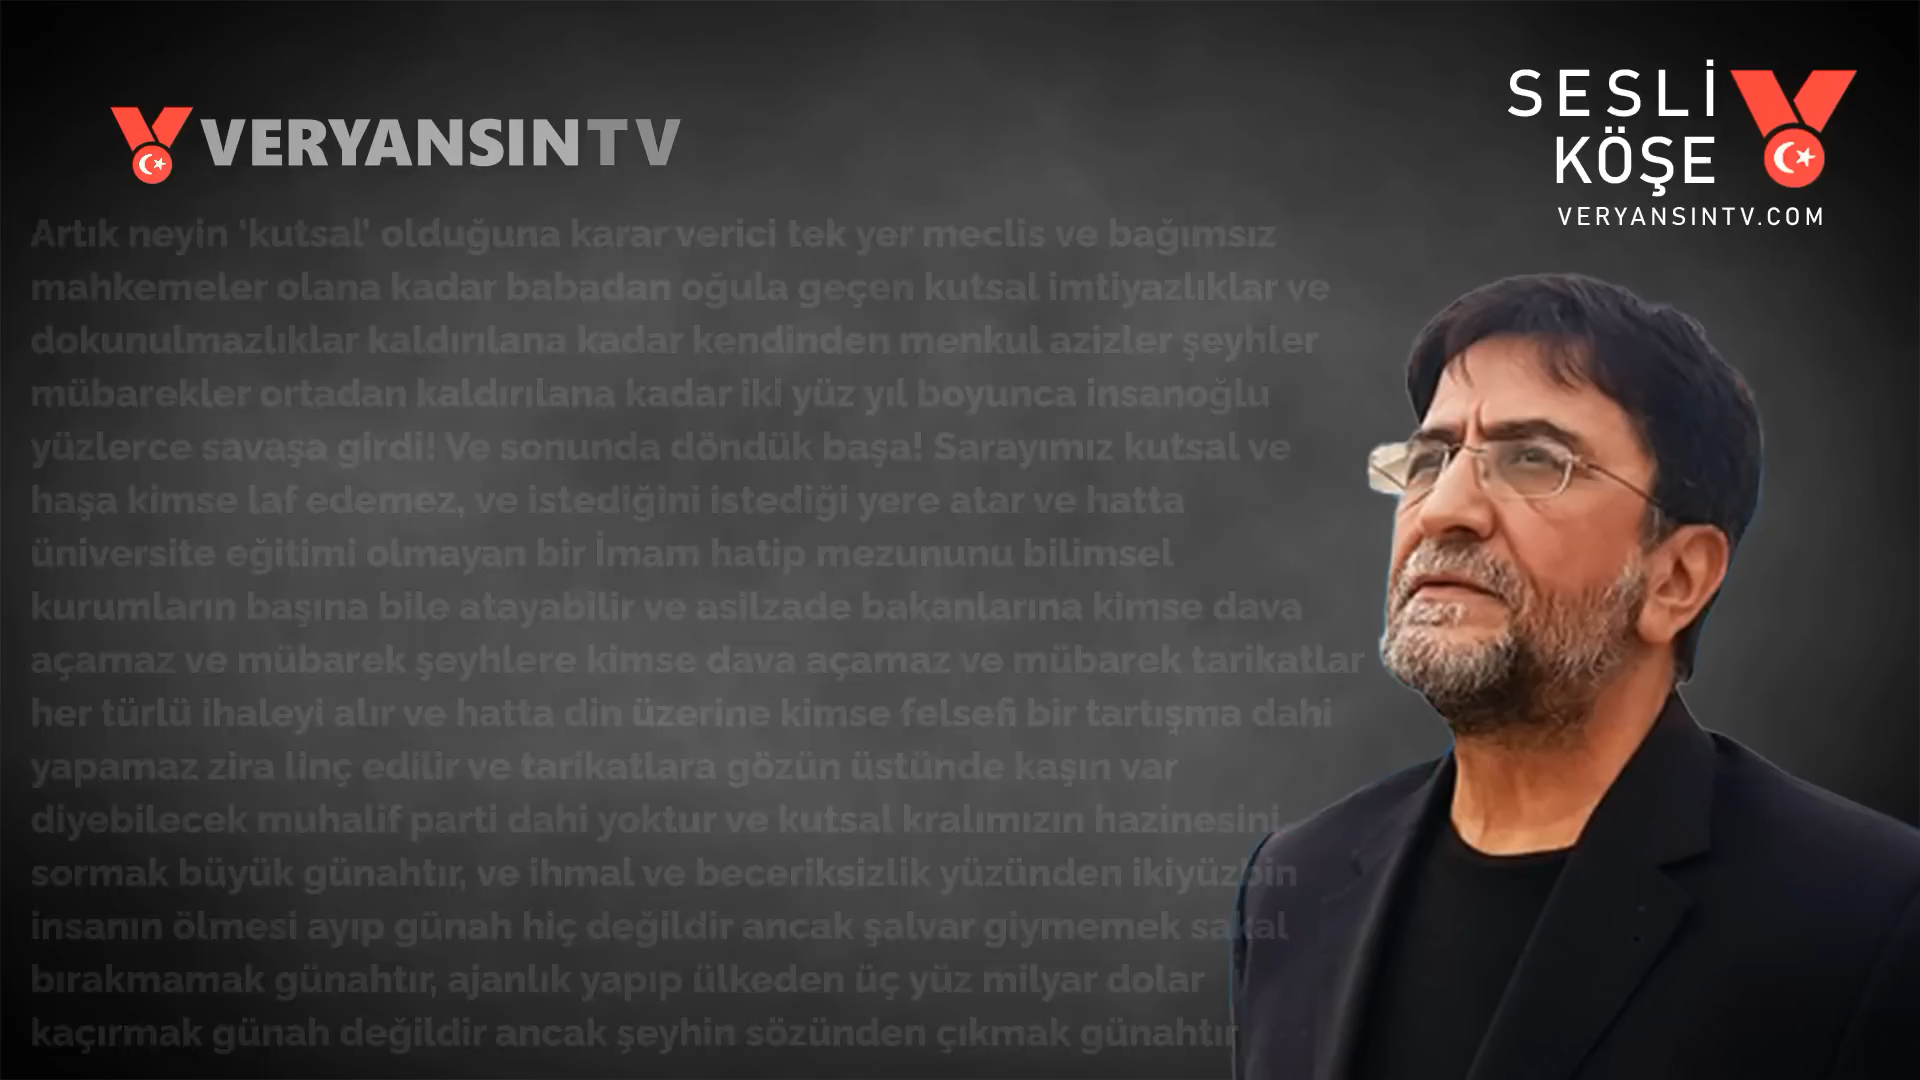 VERYANSINTV
SESLİ
KÖŞE
VERYANSINTV.COM
Artık neyin ‘kutsal’ olduğuna karar verici tek yer meclis ve bağımsız
mahkemeler olana kadar babadan oğula geçen kutsal imtiyazlıklar ve
dokunulmazlıklar kaldırılana kadar kendinden menkul azizler şeyhler
mübarekler ortadan kaldırılana kadar iki yüz yıl boyunca insanoğlu
yüzlerce savaşa girdi! Ve sonunda döndük başa! Sarayımız kutsal ve
haşa kimse laf edemez, ve istediğini istediği yere atar ve hatta
üniversite eğitimi olmayan bir İmam hatip mezununu bilimsel
kurumların başına bile atayabilir ve asilzade bakanlarına kimse dava
açamaz ve mübarek şeyhlere kimse dava açamaz ve mübarek tarikatlar
her türlü ihaleyi alır ve hatta din üzerine kimse felsefi bir tartışma dahi
yapamaz zira linç edilir ve tarikatlara gözün üstünde kaşın var
diyebilecek muhalif parti dahi yoktur ve kutsal kralımızın hazinesini
sormak büyük günahtır, ve ihmal ve beceriksizlik yüzünden ikiyüzbin
insanın ölmesi ayıp günah hiç değildir ancak şalvar giymemek sakal
bırakmamak günahtır, ajanlık yapıp ülkeden üç yüz milyar dolar
kaçırmak günah değildir ancak şeyhin sözünden çıkmak günahtır